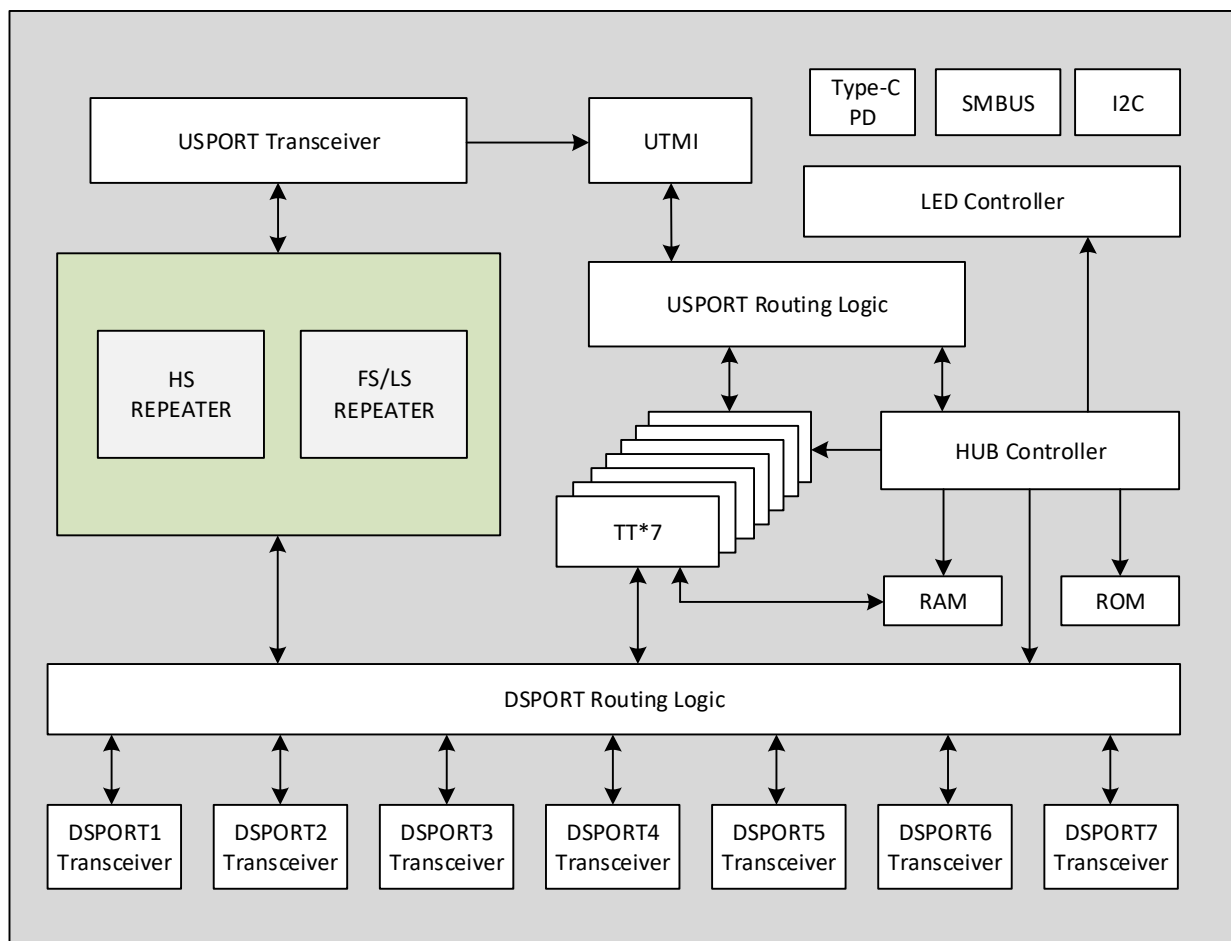 Type-C
PD
SMBUS
I2C
USPORT Transceiver
UTMI
LED Controller
USPORT Routing Logic
HS
REPEATER
FS/LS
REPEATER
HUB Controller
TT*7
RAM
ROM
DSPORT Routing Logic
DSPORT1
Transceiver
DSPORT2
Transceiver
DSPORT3
Transceiver
DSPORT4
Transceiver
DSPORT5
Transceiver
DSPORT6
Transceiver
DSPORT7
Transceiver